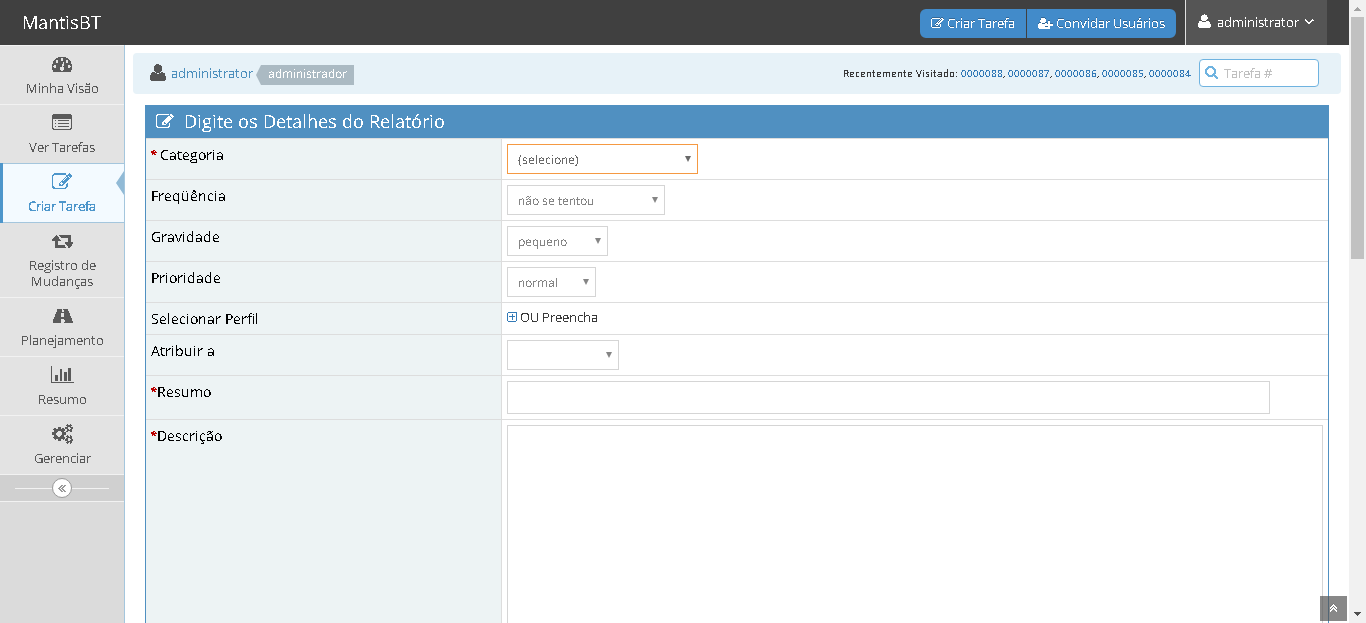 MantisBT
Criar Tarefa
Convidar Usuários
administrator
Minha Visão
Ver Tarefas
Criar Tarefa
Registro de
Mudanças
Planejamento
Resumo
Gerenciar
administrator administrador
Recentemente Visitado: 0000088, 0000087, 0000086, 0000085, 0000084
Tarefa #
Digite os Detalhes do Relatório
* Categoria
(selecione)
Freqüência
não se tentou
Gravidade
pequeno
Prioridade
normal
Selecionar Perfil
OU Preencha
Atribuir a
*Resumo
*Descrição